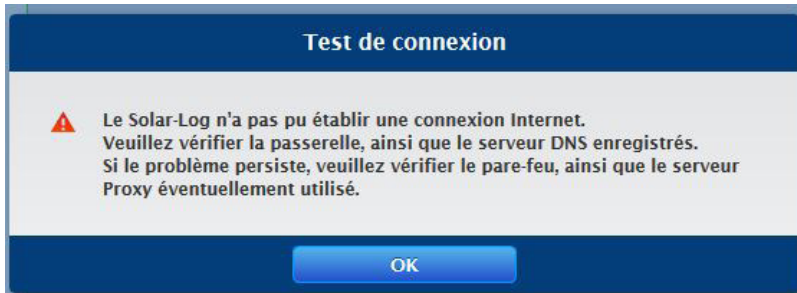 Test de connexion
Le Solar-Log n'a pas pu établir une connexion Internet.
Veuillez vérifier la passerelle, ainsi que le serveur DNS enregistrés.
Si le problème persiste, veuillez vérifier le pare-feu, ainsi que le serveur
Proxy éventuellement utilisé.
OK